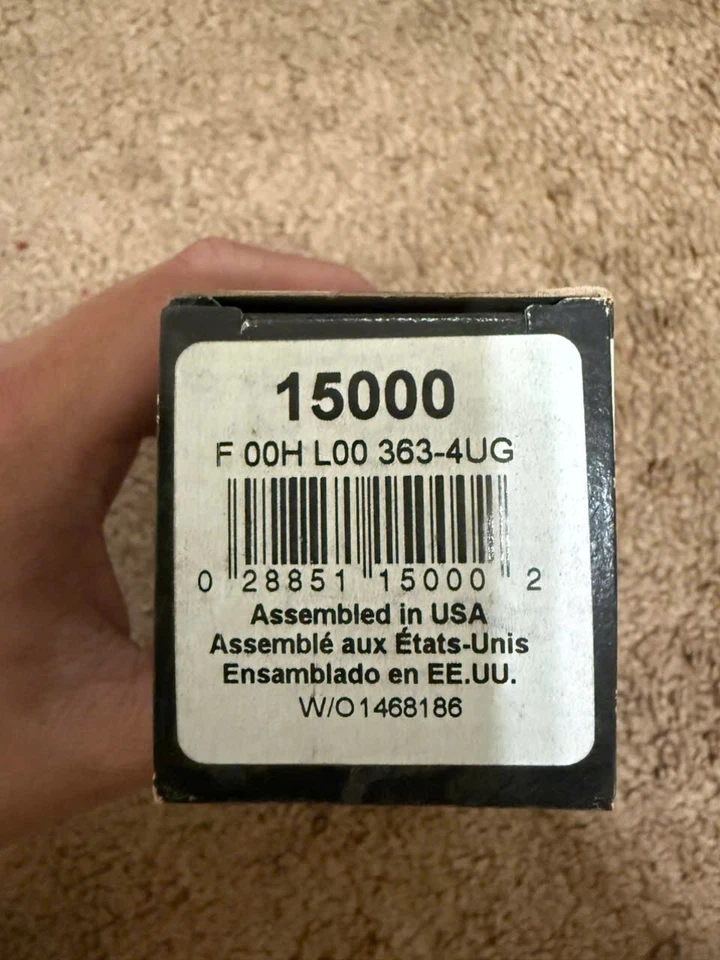 15000
F 00H L00 363-4UG
0 28851 15000 2
Assembled in USA
Assemblé aux États-Unis
Ensamblado en EE.UU.
W/O1468186